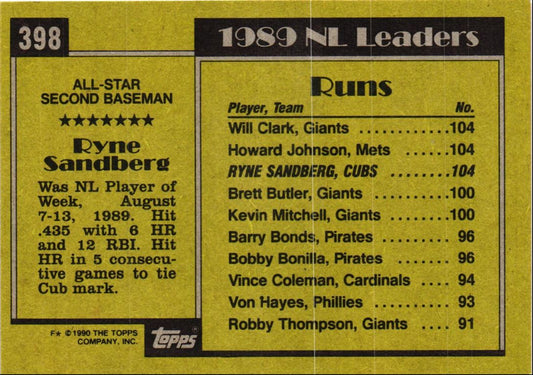 398
ALL-STAR
SECOND BASEMAN
★★★★★★★
Ryne
Sandberg
Was NL Player of
Week, August
7-13, 1989. Hit
.435 with 6 HR
and 12 RBI. Hit
HR in 5 consecu-
tive games to tie
Cub mark.
F★ © 1990 THE TOPPS
COMPANY, INC.
topps
1989 NL Leaders
Runs
Player, Team No.
Will Clark, Giants ............104
Howard Johnson, Mets ........104
RYNE SANDBERG, CUBS ........104
Brett Butler, Giants ..........100
Kevin Mitchell, Giants .........100
Barry Bonds, Pirates ......... 96
Bobby Bonilla, Pirates ....... 96
Vince Coleman, Cardinals .... 94
Von Hayes, Phillies .......... 93
Robby Thompson, Giants .... 91